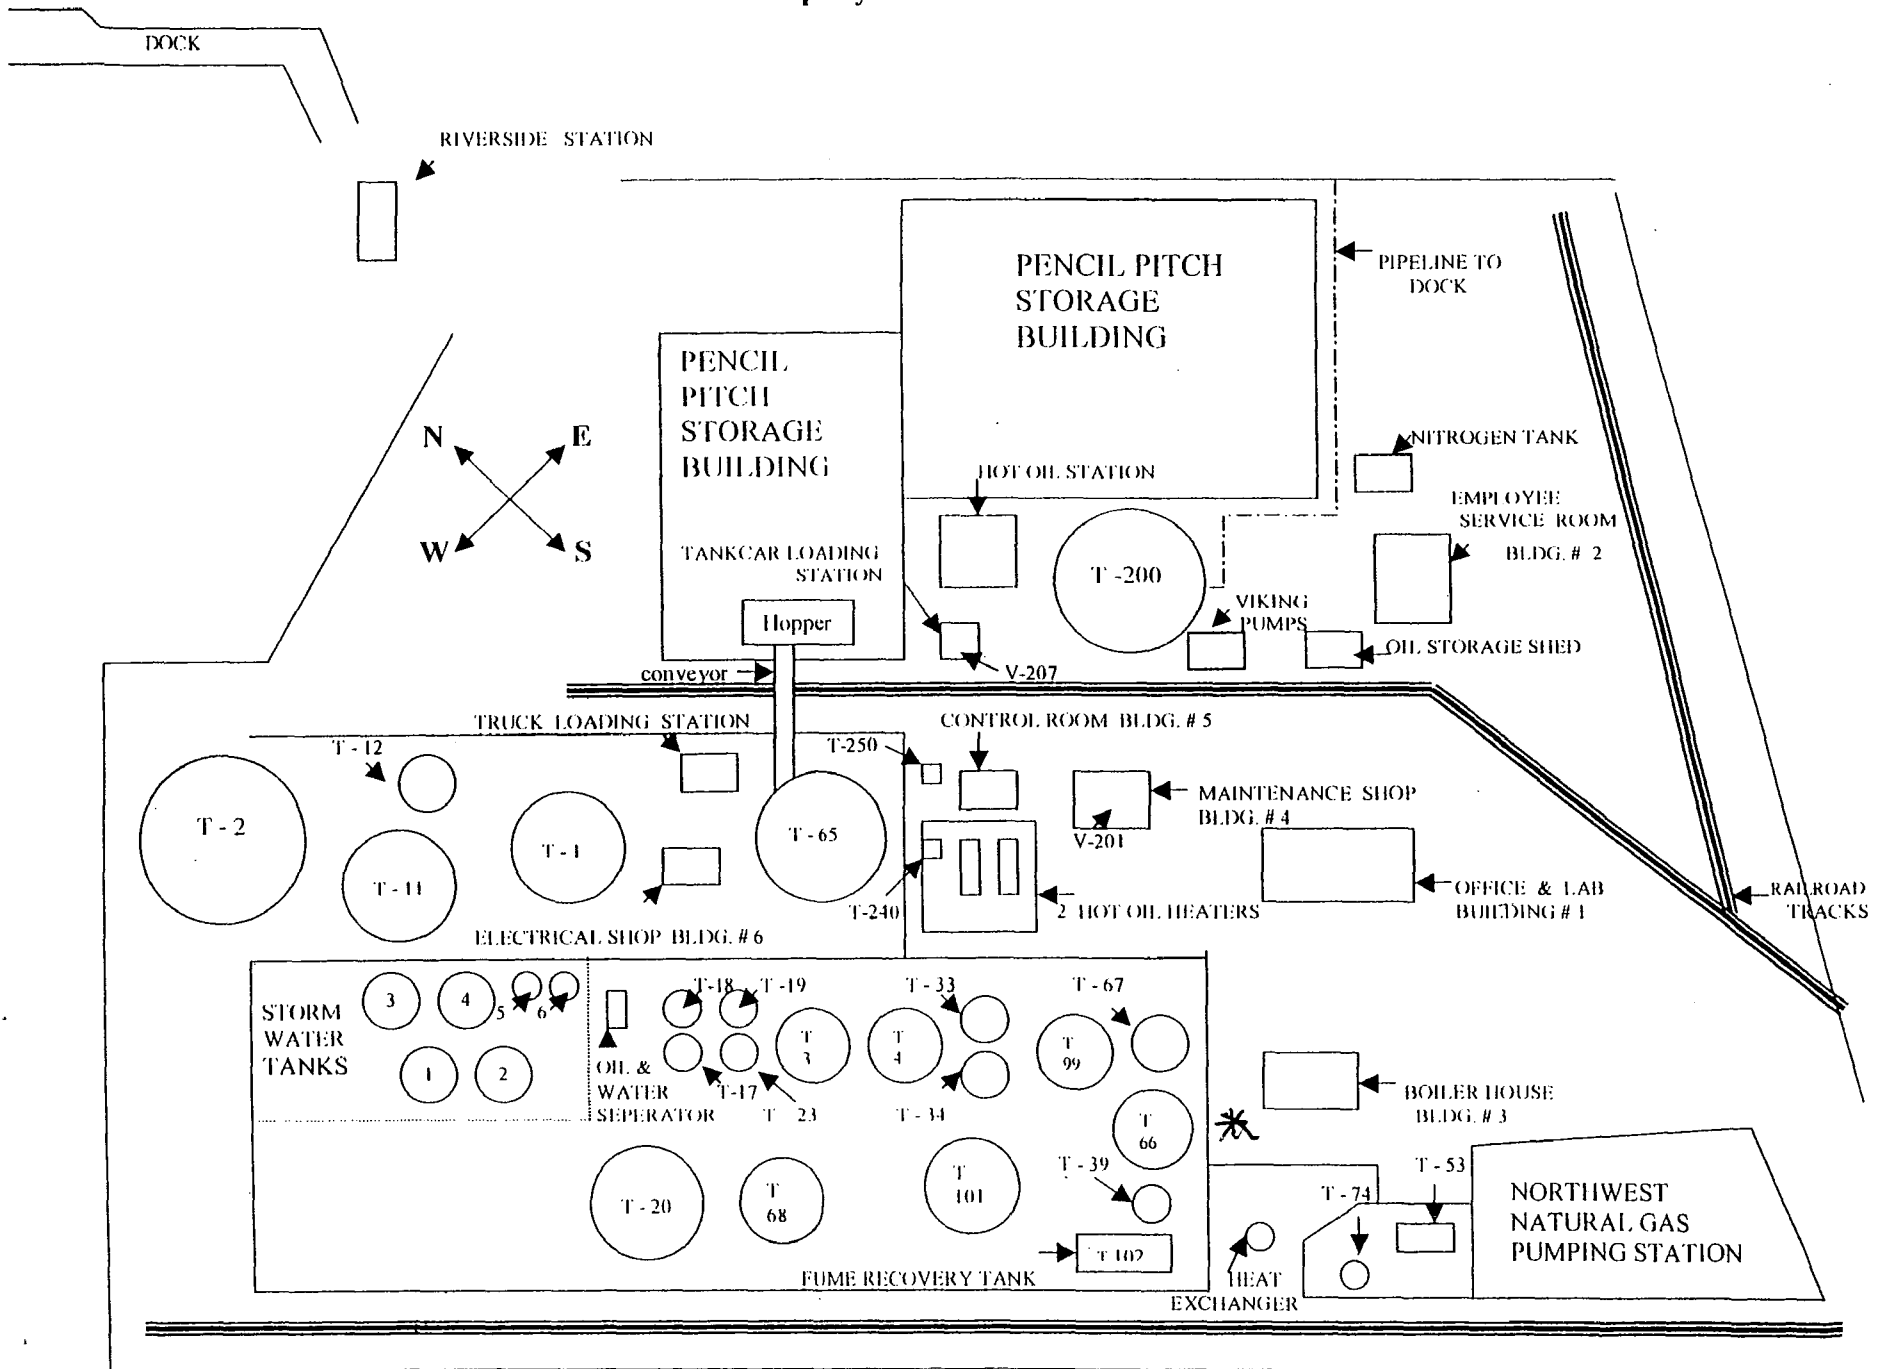 DOCK
RIVERSIDE STATION
PENCIL PITCH
STORAGE
BUILDING
PIPELINE TO
DOCK
PENCIL
PITCH
STORAGE
BUILDING
N
E
W
S
NITROGEN TANK
HOT OIL STATION
EMPLOYEE
SERVICE ROOM
BLDG. # 2
TANKCAR LOADING
STATION
T -200
Hopper
VIKING
PUMPS
OIL STORAGE SHED
conveyor
V-207
TRUCK LOADING STATION
CONTROL ROOM BLDG. # 5
T - 12
T-250
T - 2
T - 1
T - 65
MAINTENANCE SHOP
BLDG. # 4
V-201
T - 11
T-240
2 HOT OIL HEATERS
OFFICE & LAB
BUILDING # 1
RAILROAD
TRACKS
ELECTRICAL SHOP BLDG. # 6
STORM
WATER
TANKS
3
4
5
6
1
2
T-18
T - 19
T - 33
T - 67
T
3
T
4
T
99
OIL &
WATER
SEPERATOR
T-17
T 23
T - 34
BOILER HOUSE
BLDG. # 3
T
66
T - 39
T - 53
T - 74
T - 20
T
68
T
101
T 102
FUME RECOVERY TANK
HEAT
EXCHANGER
NORTHWEST
NATURAL GAS
PUMPING STATION